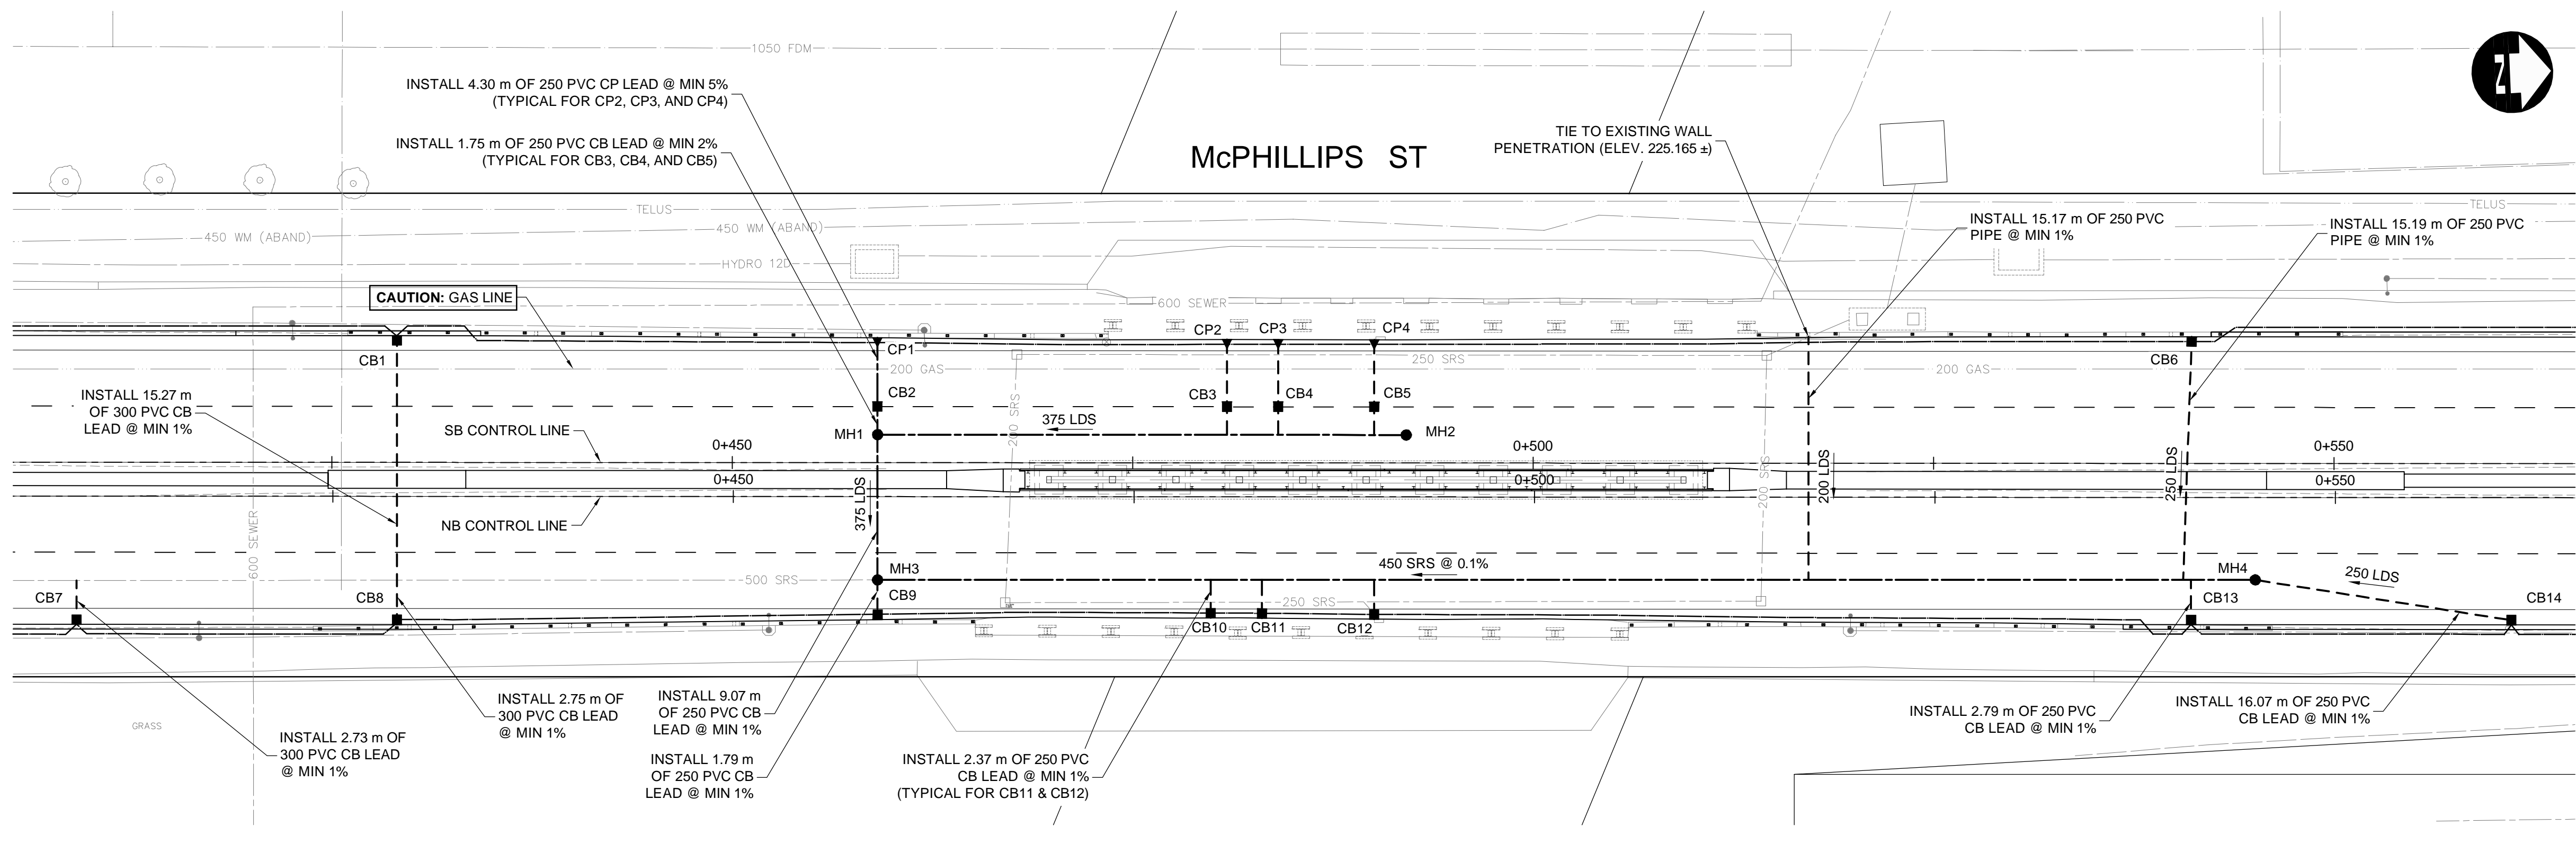 1050 FDM
N
INSTALL 4.30 m OF 250 PVC CP LEAD @ MIN 5%
(TYPICAL FOR CP2, CP3, AND CP4)
INSTALL 1.75 m OF 250 PVC CB LEAD @ MIN 2%
(TYPICAL FOR CB3, CB4, AND CB5)
McPHILLIPS ST
TIE TO EXISTING WALL
PENETRATION (ELEV. 225.165 ±)
TELUS
TELUS
450 WM (ABAND)
450 WM (ABAND)
INSTALL 15.17 m OF 250 PVC
PIPE @ MIN 1%
INSTALL 15.19 m OF 250 PVC
PIPE @ MIN 1%
HYDRO 12D
CAUTION: GAS LINE
600 SEWER
CB1
CP1
CP2
CP3
CP4
CB6
250 SRS
200 GAS
200 GAS
INSTALL 15.27 m
OF 300 PVC CB
LEAD @ MIN 1%
CB2
CB3
CB4
CB5
SB CONTROL LINE
MH1
375 LDS
MH2
200 SRS
0+450
0+500
0+550
0+450
0+500
0+550
375 LDS
200 SRS
200 LDS
250 LDS
NB CONTROL LINE
600 SEWER
500 SRS
MH3
450 SRS @ 0.1%
MH4
250 LDS
CB7
CB8
CB9
250 SRS
CB10
CB11
CB12
CB13
CB14
INSTALL 2.73 m OF
300 PVC CB LEAD
@ MIN 1%
INSTALL 2.75 m OF
300 PVC CB LEAD
@ MIN 1%
INSTALL 9.07 m
OF 250 PVC CB
LEAD @ MIN 1%
INSTALL 1.79 m
OF 250 PVC CB
LEAD @ MIN 1%
INSTALL 2.37 m OF 250 PVC
CB LEAD @ MIN 1%
(TYPICAL FOR CB11 & CB12)
INSTALL 2.79 m OF 250 PVC
CB LEAD @ MIN 1%
INSTALL 16.07 m OF 250 PVC
CB LEAD @ MIN 1%
GRASS